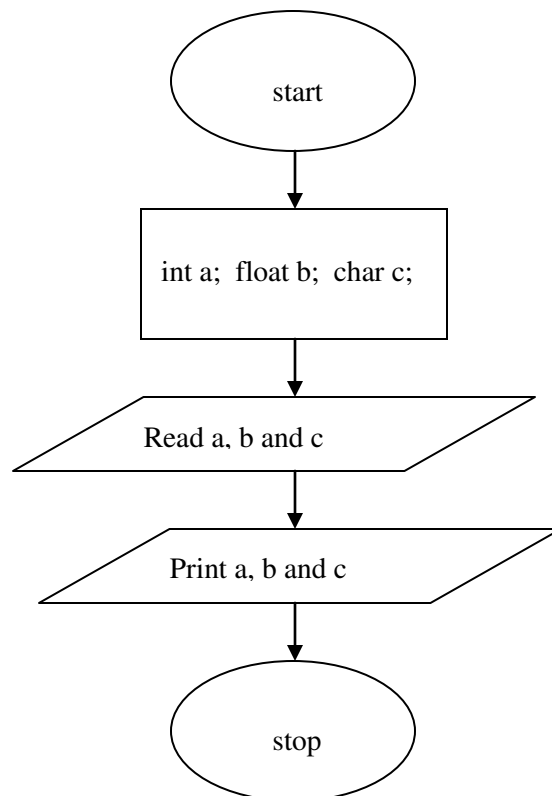 start
int a;  float b;  char c;
Read a, b and c
Print a, b and c
stop